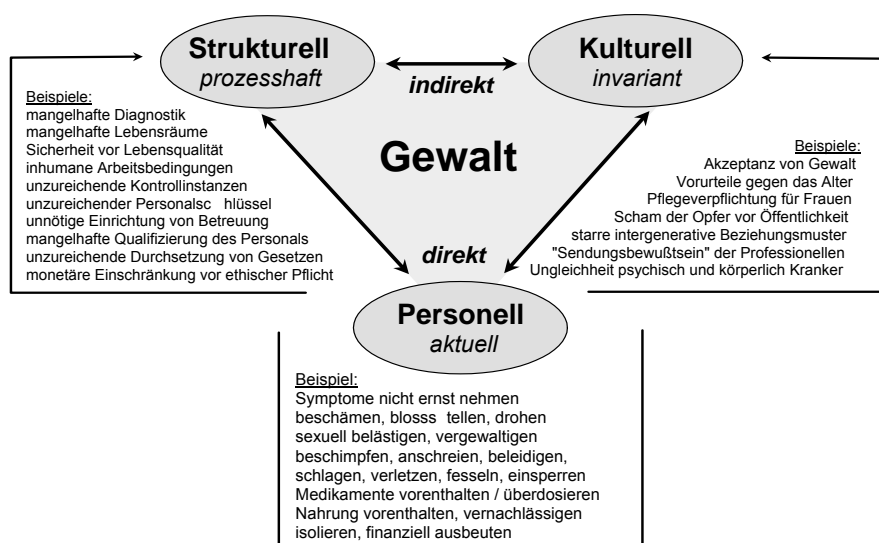 Strukturell
prozesshaft
Kulturell
invariant
indirekt
Gewalt
direkt
Beispiele:
mangelhafte Diagnostik
mangelhafte Lebensräume
Sicherheit vor Lebensqualität
inhumane Arbeitsbedingungen
unzureichende Kontrollinstanzen
unzureichender Personalsc hlüssel
unnötige Einrichtung von Betreuung
mangelhafte Qualifizierung des Personals
unzureichende Durchsetzung von Gesetzen
monetäre Einschränkung vor ethischer Pflicht
Beispiele:
Akzeptanz von Gewalt
Vorurteile gegen das Alter
Pflegeverpflichtung für Frauen
Scham der Opfer vor Öffentlichkeit
starre intergenerative Beziehungsmuster
"Sendungsbewußtsein" der Professionellen
Ungleichheit psychisch und körperlich Kranker
Personell
aktuell
Beispiel:
Symptome nicht ernst nehmen
beschämen, blosss tellen, drohen
sexuell belästigen, vergewaltigen
beschimpfen, anschreien, beleidigen,
schlagen, verletzen, fesseln, einsperren
Medikamente vorenthalten / überdosieren
Nahrung vorenthalten, vernachlässigen
isolieren, finanziell ausbeuten